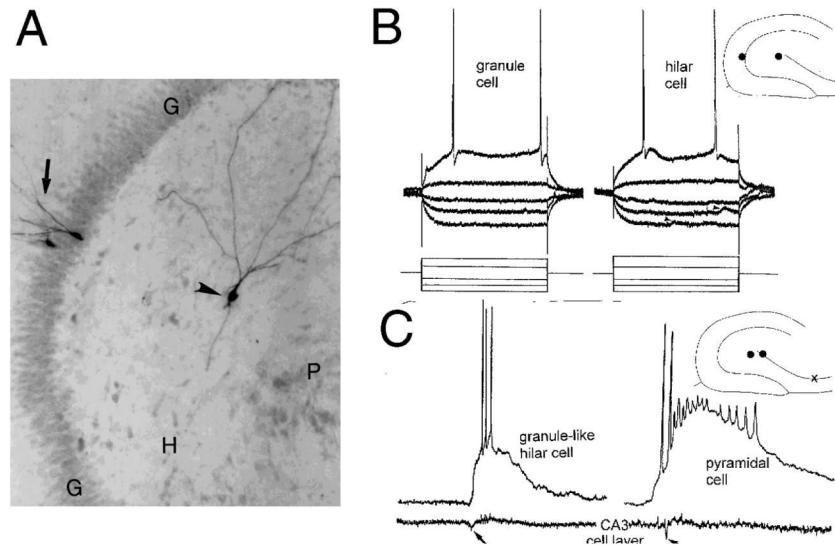 A
G
P
H
G
B
granule
cell
hilar
cell
C
granule-like
hilar cell
x
pyramidal
cell
CA3
cell layer